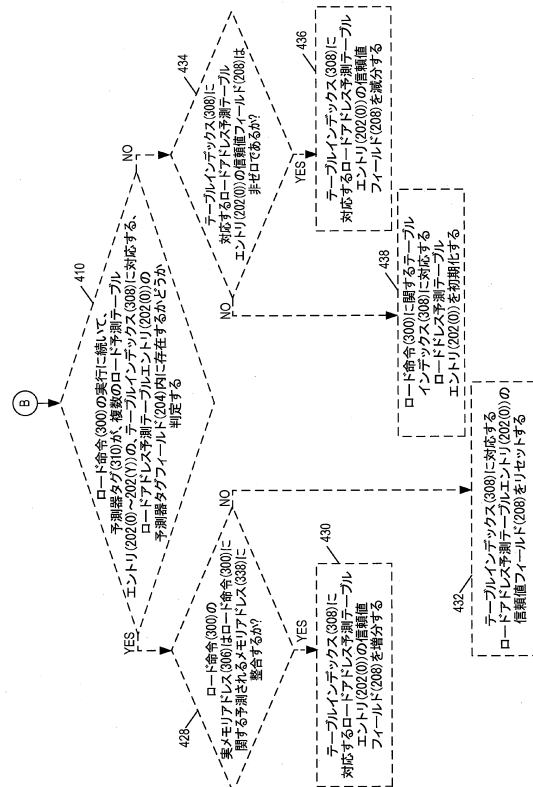 B
410
ロード命令(300)の実行に続いて、
予測器タグ(310)が、複数のロード予測テーブル
エントリ(202(0)~202(Y))の、テーブルインデックス(308)に対応する、
ロードアドレス予測テーブルエントリ(202(0))の
予測器タグフィールド(204)内に存在するかどうか
判定する
YES
NO
428
ロード命令(300)の
実メモリアドレス(306)はロード命令(300)に
関する予測されるメモリアドレス(338)に
整合するか?
YES
NO
430
テーブルインデックス(308)に
対応するロードアドレス予測テーブル
エントリ(202(0))の信頼値
フィールド(208)を増分する
432
テーブルインデックス(308)に対応する
ロードアドレス予測テーブルエントリ(202(0))の
信頼値フィールド(208)をリセットする
434
テーブルインデックス(308)に
対応するロードアドレス予測テーブル
エントリ(202(0))の信頼値フィールド(208)は
非ゼロであるか?
NO
YES
436
テーブルインデックス(308)に
対応するロードアドレス予測テーブル
エントリ(202(0))の信頼値
フィールド(208)を減分する
438
ロード命令(300)に関するテーブル
インデックス(308)に対応する
ロードドレス予測テーブル
エントリ(202(0))を初期化する